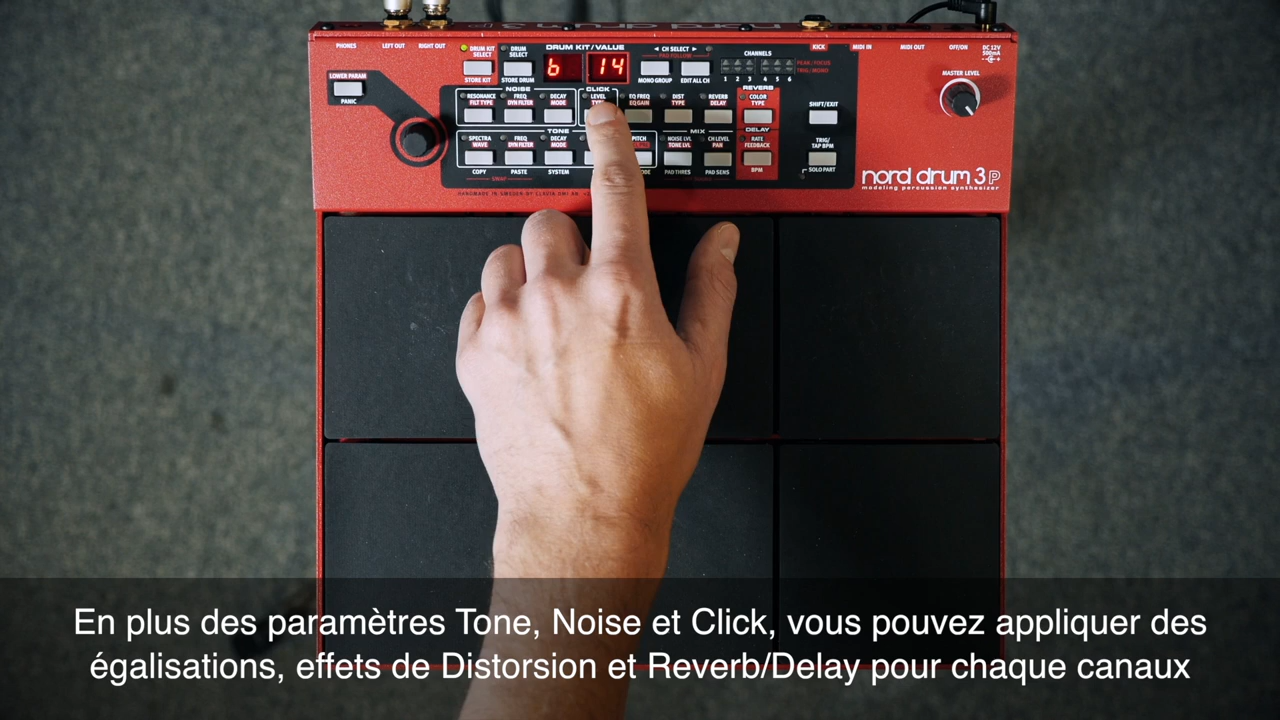 PHONES LEFT OUT RIGHT OUT DRUM KIT SELECT DRUM SELECT DRUM KIT/VALUE ◄ CH SELECT ► KICK MIDI IN MIDI OUT ON/OFF DC 12V
LOWER PARAM PANIC STORE KIT STORE DRUM b 14 MONO GROUP EDIT ALL CH CHANNELS 1 2 3 4 5 6 MASTER LEVEL
NOISE CLICK REVERB
RESONANCE FILT TYPE FREQ DYN FILTER DECAY MODE LEVEL EQ FREQ EQ GAIN DIST TYPE REVERB DELAY COLOR TYPE SHIFT/EXIT
TONE MIX DELAY
SPECTRA WAVE FREQ DYN FILTER DECAY MODE PITCH NOISE LVL TONE LVL CH LEVEL PAN RATE FEEDBACK TRIG/ TAP BPM
COPY PASTE SYSTEM PAD THRES PAD SENS BPM SOLO PART
nord drum 3P
modeling percussion synthesizer
En plus des paramètres Tone, Noise et Click, vous pouvez appliquer des
égalisations, effets de Distorsion et Reverb/Delay pour chaque canaux